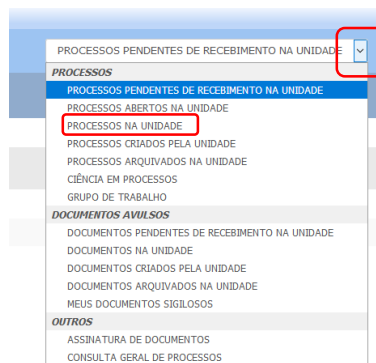 PROCESSOS PENDENTES DE RECEBIMENTO NA UNIDADE
PROCESSOS
PROCESSOS PENDENTES DE RECEBIMENTO NA UNIDADE
PROCESSOS ABERTOS NA UNIDADE
PROCESSOS NA UNIDADE
PROCESSOS CRIADOS PELA UNIDADE
PROCESSOS ARQUIVADOS NA UNIDADE
CIÊNCIA EM PROCESSOS
GRUPO DE TRABALHO
DOCUMENTOS AVULSOS
DOCUMENTOS PENDENTES DE RECEBIMENTO NA UNIDADE
DOCUMENTOS NA UNIDADE
DOCUMENTOS CRIADOS PELA UNIDADE
DOCUMENTOS ARQUIVADOS NA UNIDADE
MEUS DOCUMENTOS SIGILOSOS
OUTROS
ASSINATURA DE DOCUMENTOS
CONSULTA GERAL DE PROCESSOS